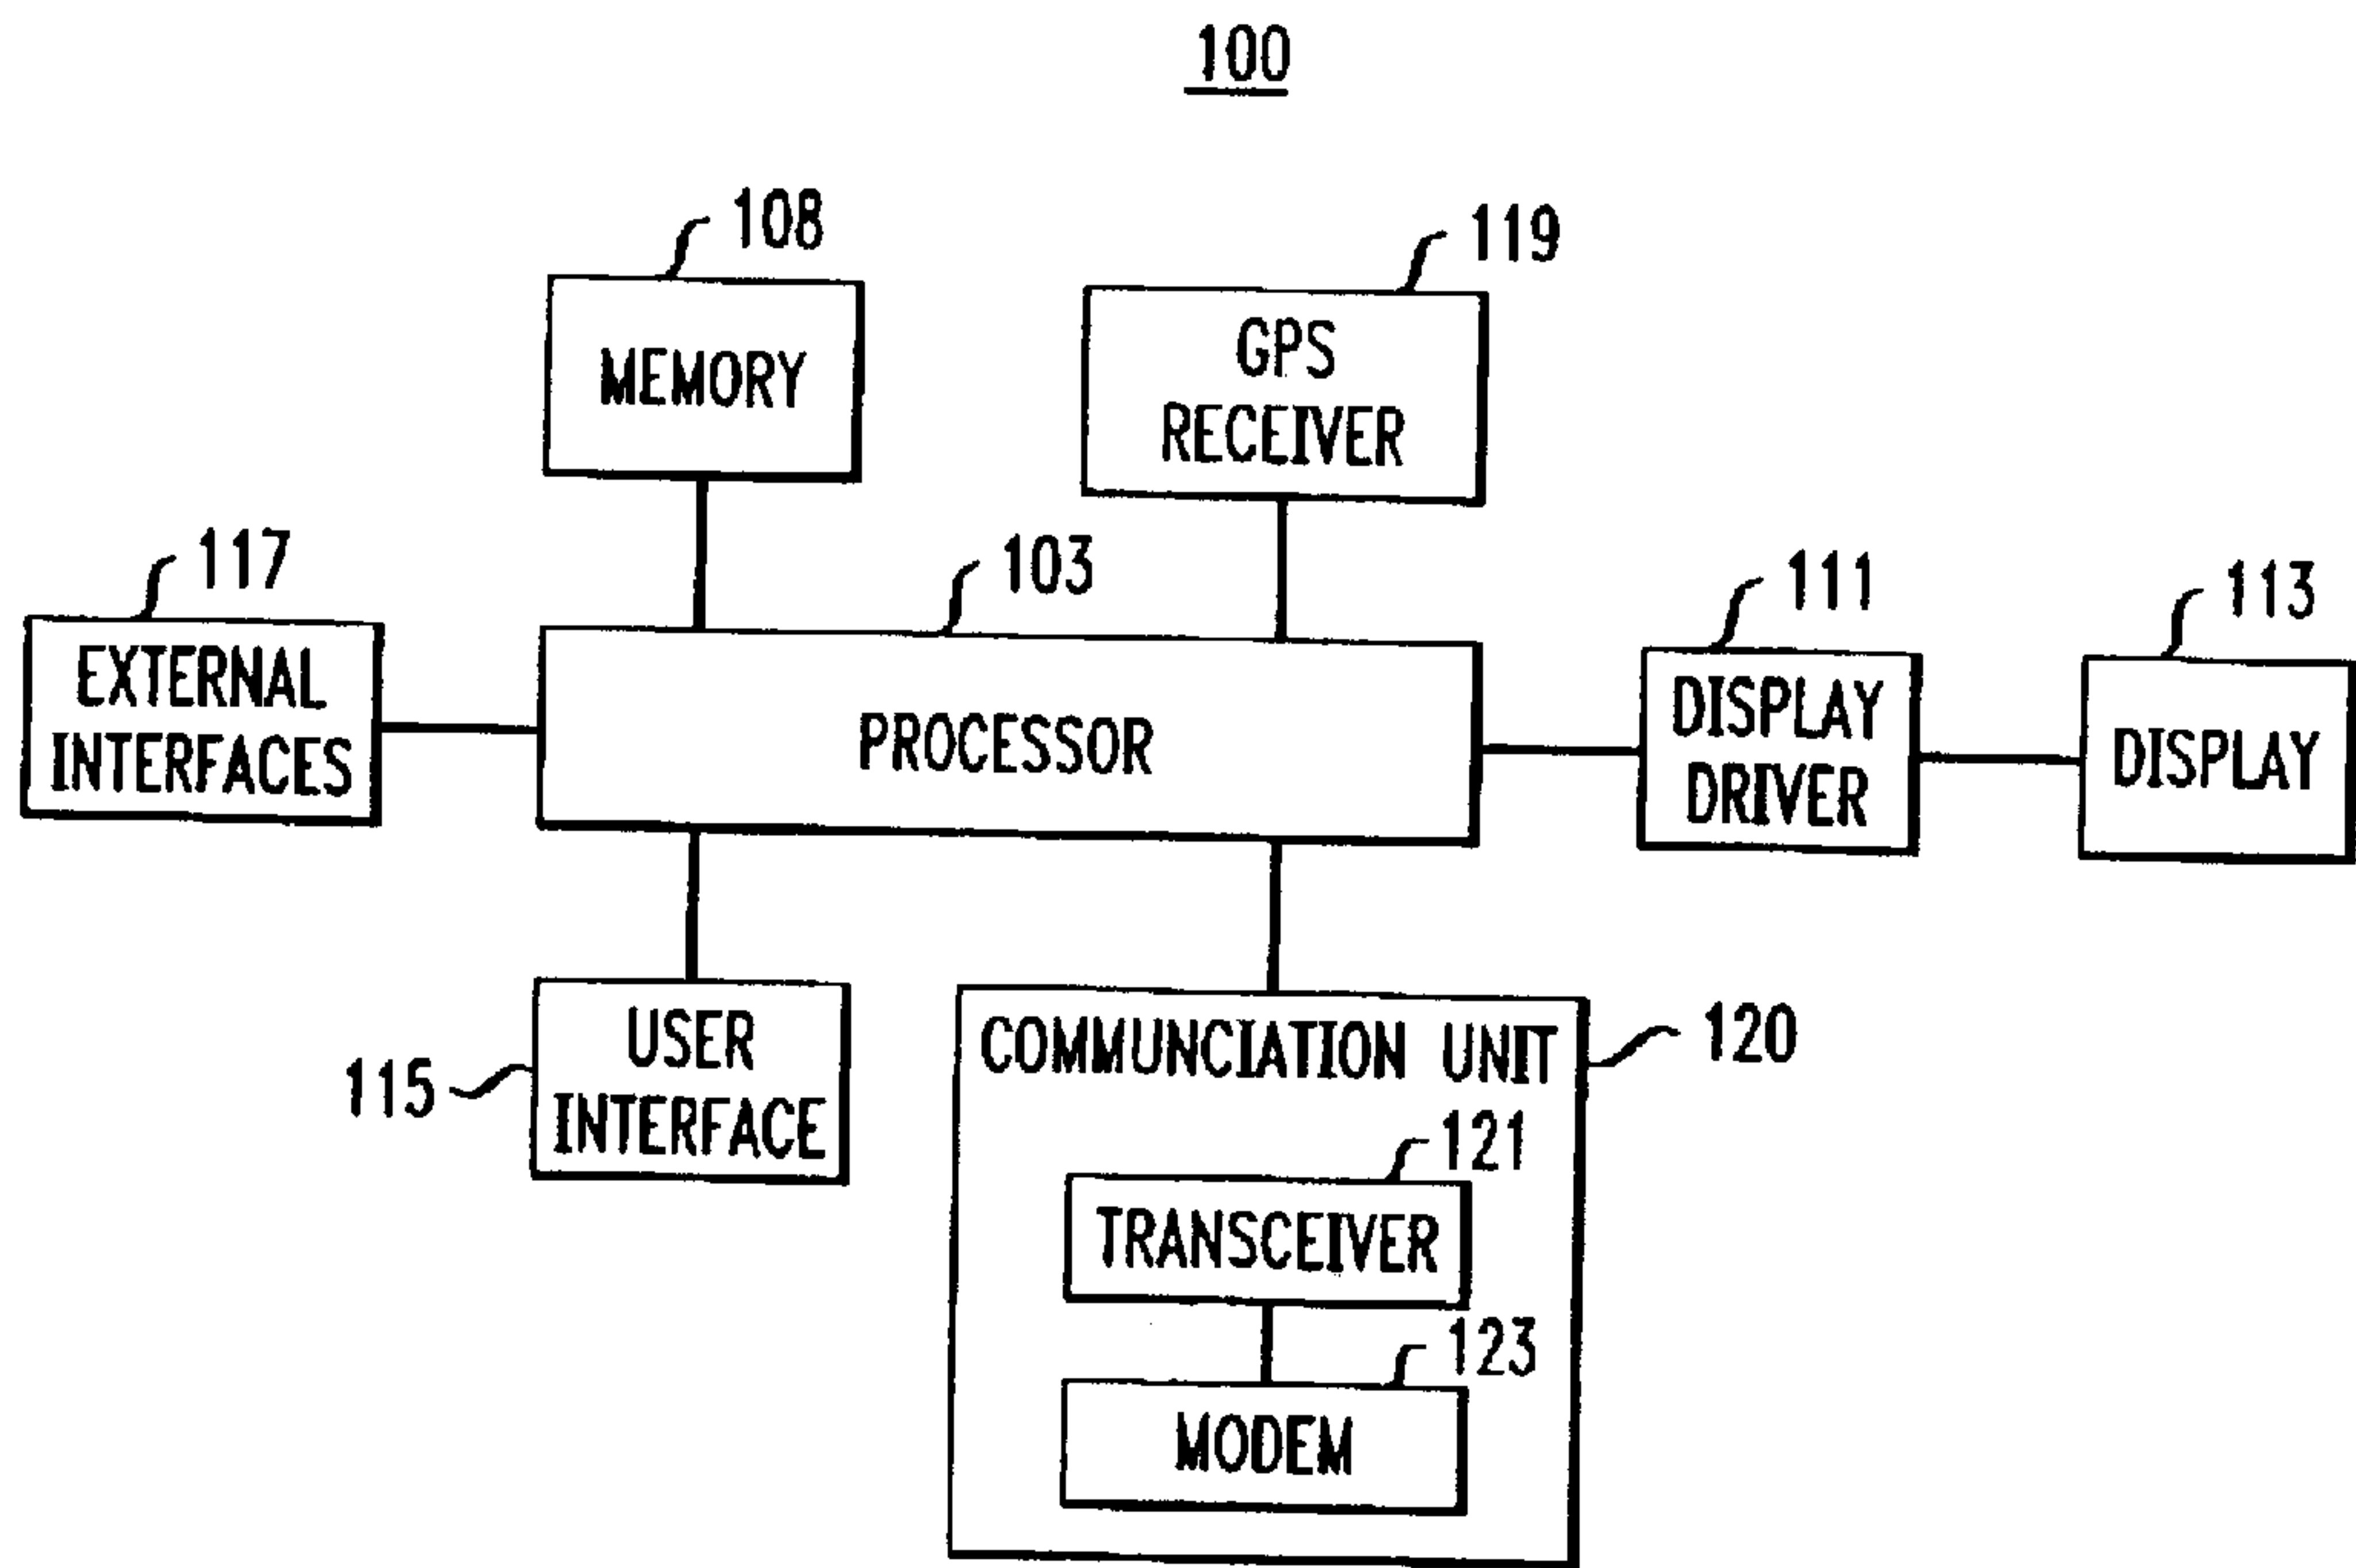 100
108
119
MEMORY
GPS
RECEIVER
117
103
111
113
EXTERNAL
INTERFACES
PROCESSOR
DISPLAY
DRIVER
DISPLAY
115
USER
INTERFACE
COMMUNCIATION UNIT
120
121
TRANSCEIVER
123
MODEM